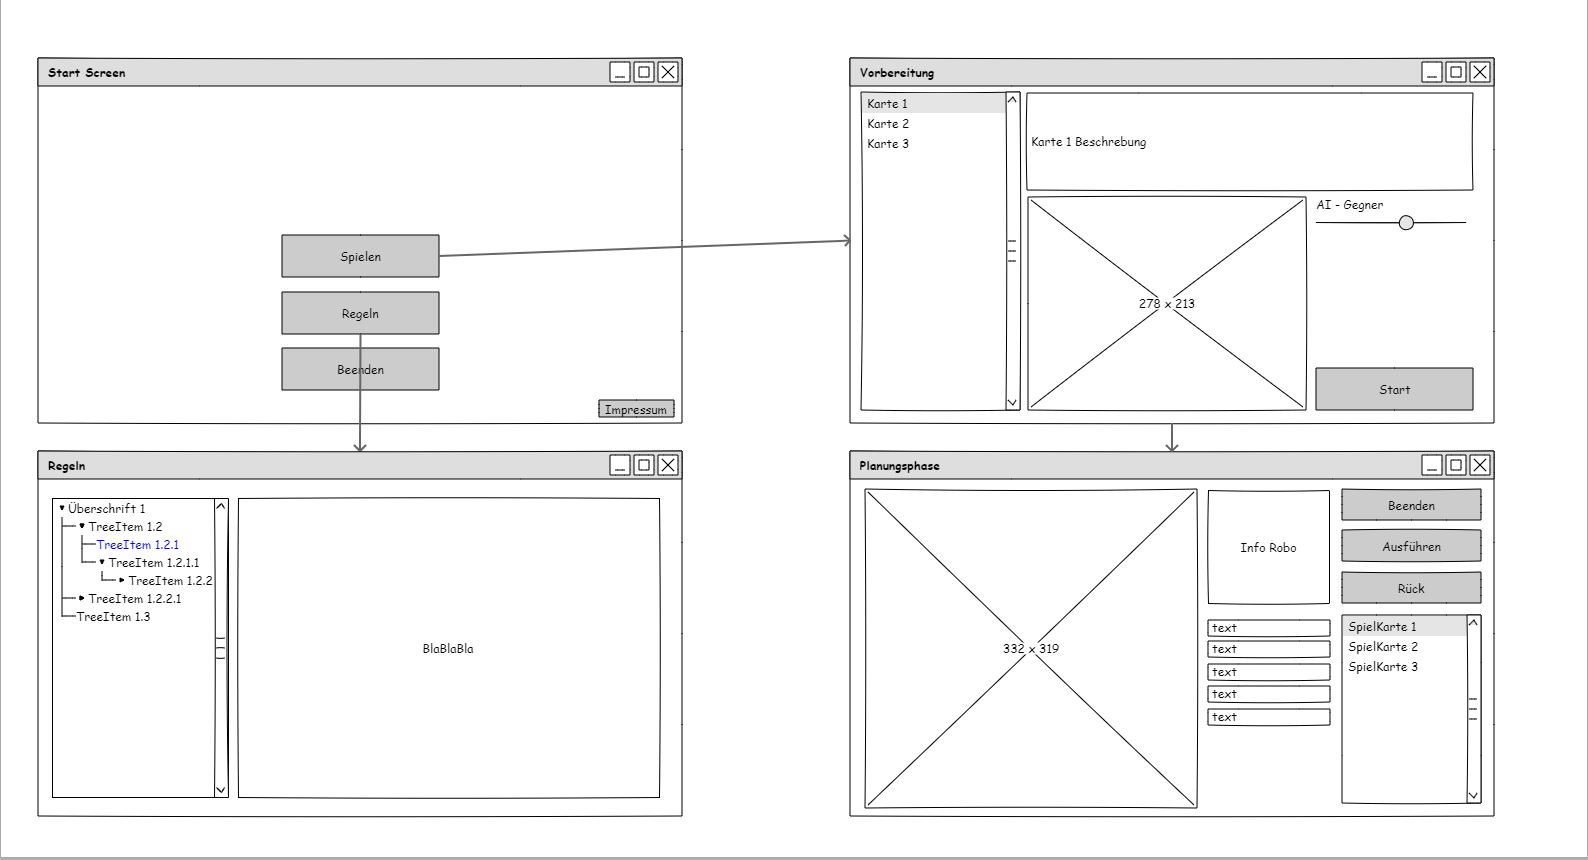 Start Screen
Spielen
Regeln
Beenden
Impressum
Vorbereitung
Karte 1
Karte 2
Karte 3
Karte 1 Beschrebung
AI - Gegner
278 x 213
Start
Regeln
Überschrift 1
TreeItem 1.2
TreeItem 1.2.1
TreeItem 1.2.1.1
TreeItem 1.2.2
TreeItem 1.2.2.1
TreeItem 1.3
BlaBlaBla
Planungsphase
332 x 319
Info Robo
text
text
text
text
text
Beenden
Ausführen
Rück
SpielKarte 1
SpielKarte 2
SpielKarte 3